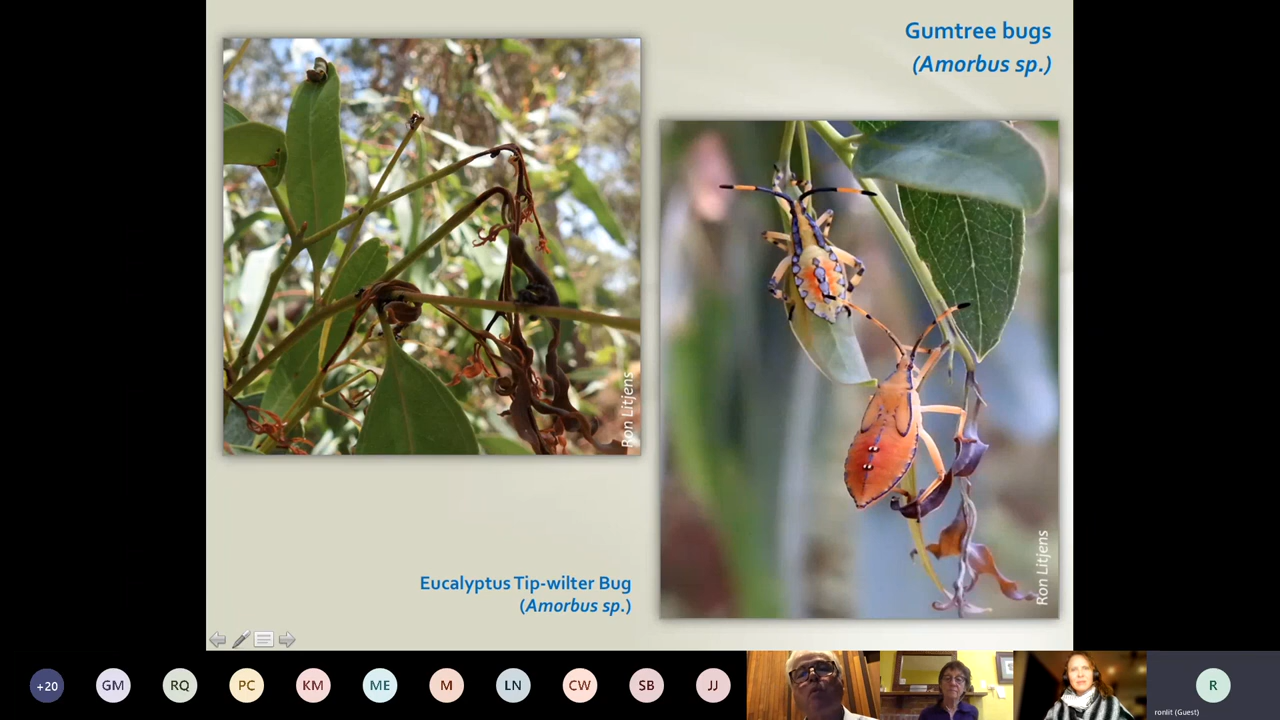 Gumtree bugs
(Amorbus sp.)
Ron Litjens
Ron Litjens
Eucalyptus Tip-wilter Bug
(Amorbus sp.)
+20
GM
RQ
PC
KM
ME
M
LN
CW
SB
JJ
R
ronlit (Guest)